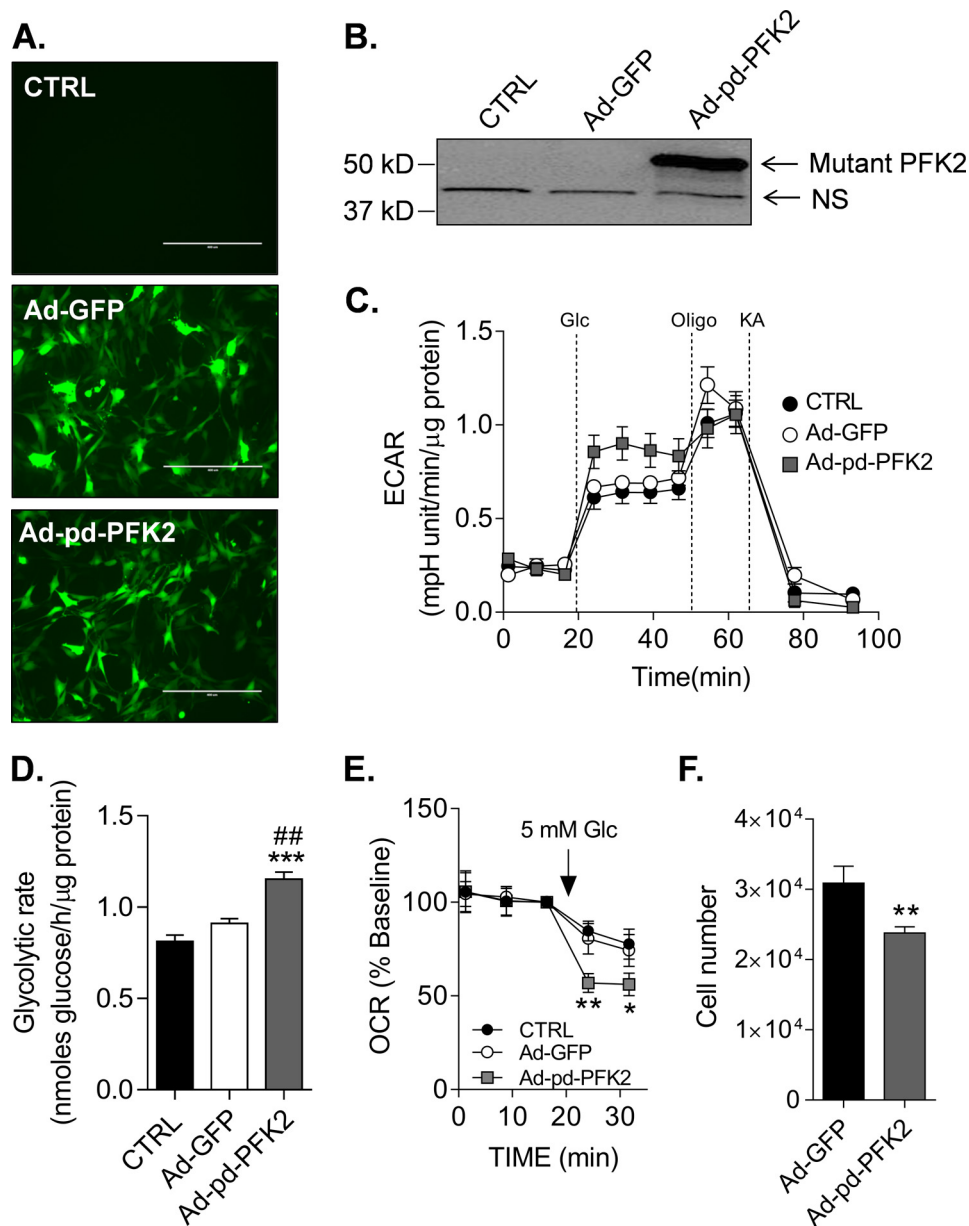 A.
CTRL
Ad-GFP
Ad-pd-PFK2
B.
CTRL
Ad-GFP
Ad-pd-PFK2
50 kD
37 kD
Mutant PFK2
NS
C.
Glc
Oligo
KA
ECAR
(mpH unit/min/μg protein)
1.5
1.0
0.5
0.0
0
20
40
60
80
100
Time(min)
CTRL
Ad-GFP
Ad-pd-PFK2
D.
Glycolytic rate
(nmoles glucose/h/μg protein)
1.5
1.0
0.5
0.0
##
***
CTRL
Ad-GFP
Ad-pd-PFK2
E.
OCR (% Baseline)
150
100
50
0
5 mM Glc
**
*
CTRL
Ad-GFP
Ad-pd-PFK2
0
10
20
30
TIME (min)
F.
Cell number
4×10⁴
3×10⁴
2×10⁴
1×10⁴
0
**
Ad-GFP
Ad-pd-PFK2